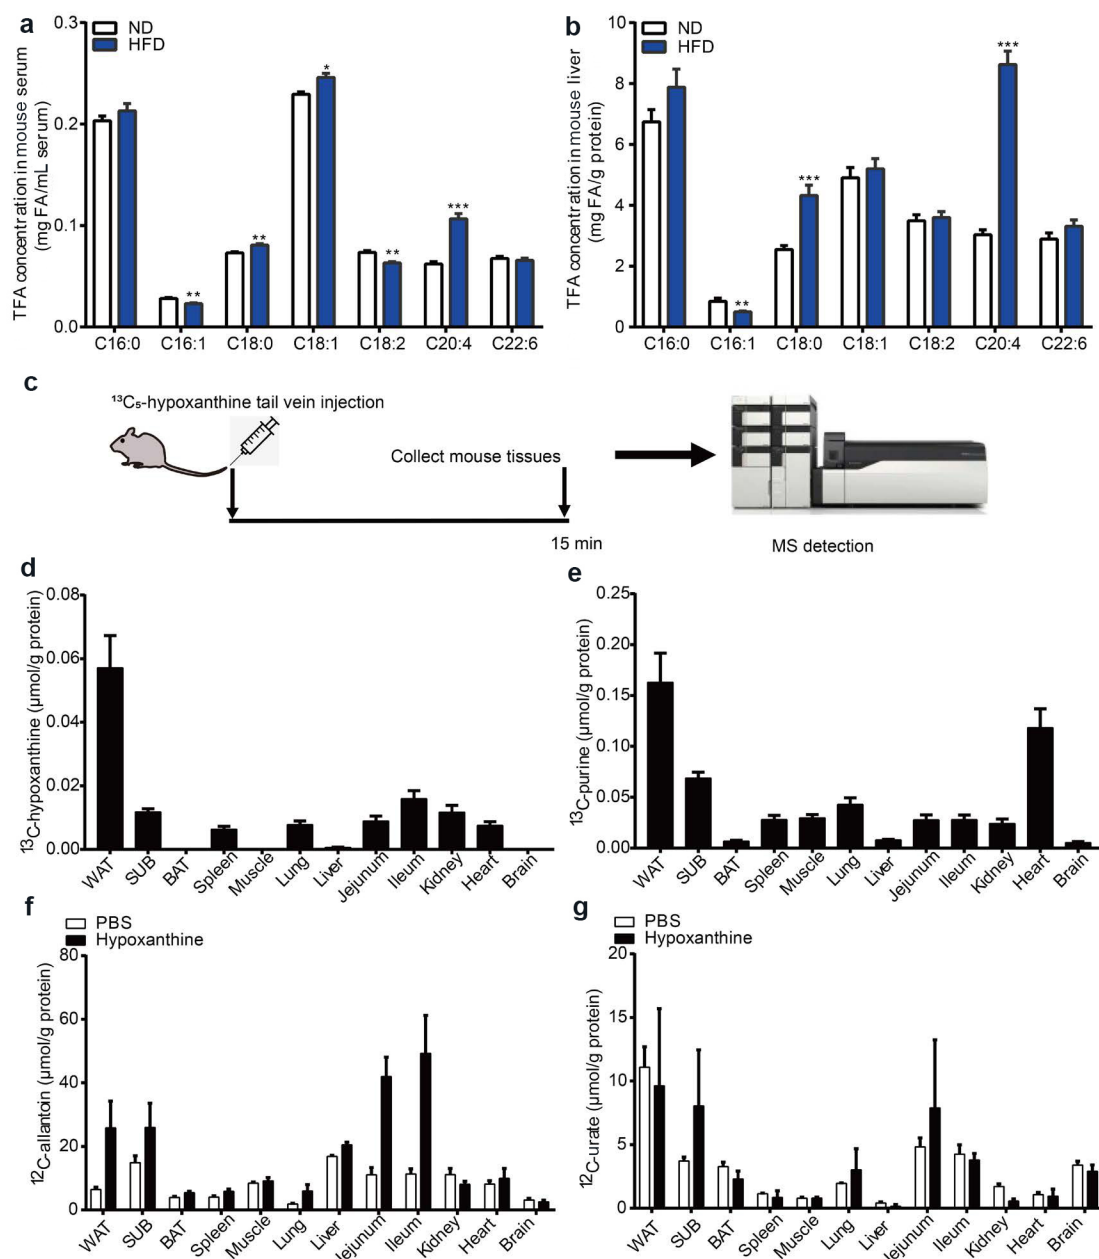 a
ND
HFD
TFA concentration in mouse serum
(mg FA/mL serum)
0.3
0.2
0.1
0.0
*
**
**
**
***
C16:0 C16:1 C18:0 C18:1 C18:2 C20:4 C22:6
b
ND
HFD
TFA concentration in mouse liver
(mg FA/g protein)
10
8
6
4
2
0
***
***
**
C16:0 C16:1 C18:0 C18:1 C18:2 C20:4 C22:6
c
¹³C₅-hypoxanthine tail vein injection
Collect mouse tissues
15 min
MS detection
d
¹³C-hypoxanthine (µmol/g protein)
0.08
0.06
0.04
0.02
0.00
WAT SUB BAT Spleen Muscle Lung Liver Jejunum Ileum Kidney Heart Brain
e
¹³C-purine (µmol/g protein)
0.25
0.20
0.15
0.10
0.05
0.00
WAT SUB BAT Spleen Muscle Lung Liver Jejunum Ileum Kidney Heart Brain
f
PBS
Hypoxanthine
¹²C-allantoin (µmol/g protein)
80
60
40
20
0
WAT SUB BAT Spleen Muscle Lung Liver Jejunum Ileum Kidney Heart Brain
g
PBS
Hypoxanthine
¹²C-urate (µmol/g protein)
20
15
10
5
0
WAT SUB BAT Spleen Muscle Lung Liver Jejunum Ileum Kidney Heart Brain